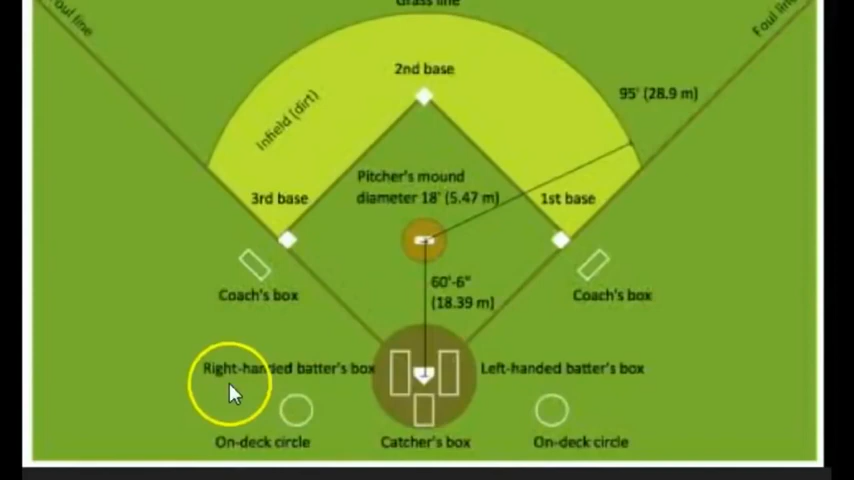 Foul line
Grass line
Foul line
2nd base
95' (28.9 m)
Infield (dirt)
Pitcher's mound
diameter 18' (5.47 m)
3rd base
1st base
60'-6"
(18.39 m)
Coach's box
Coach's box
Right-handed batter's box
Left-handed batter's box
On-deck circle
Catcher's box
On-deck circle